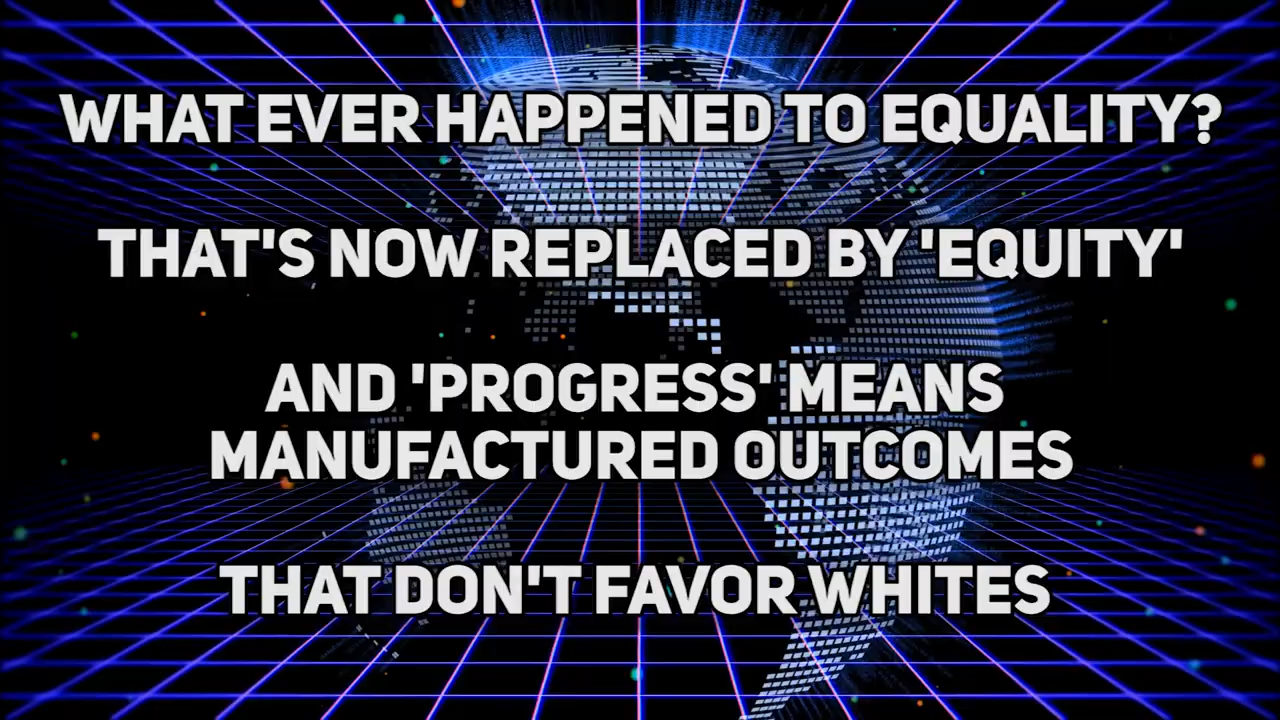 WHAT EVER HAPPENED TO EQUALITY?
THAT'S NOW REPLACED BY 'EQUITY'
AND 'PROGRESS' MEANS
MANUFACTURED OUTCOMES
THAT DON'T FAVOR WHITES